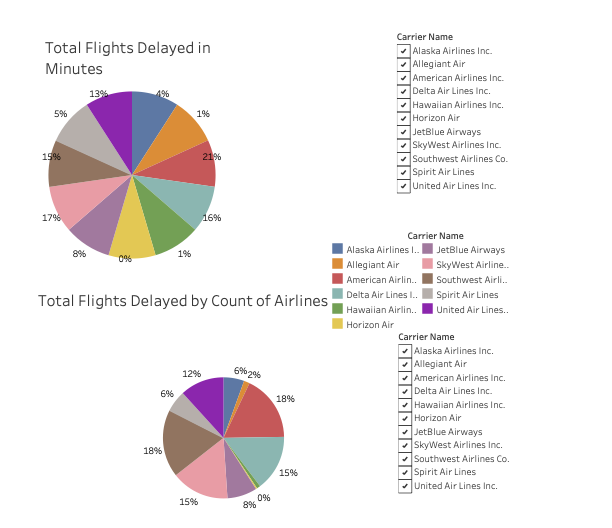 Total Flights Delayed in
Minutes
13%
4%
5%
1%
15%
21%
17%
16%
8%
0%
1%
Carrier Name
Alaska Airlines Inc.
Allegiant Air
American Airlines Inc.
Delta Air Lines Inc.
Hawaiian Airlines Inc.
Horizon Air
JetBlue Airways
SkyWest Airlines Inc.
Southwest Airlines Co.
Spirit Air Lines
United Air Lines Inc.
Carrier Name
Alaska Airlines I.. JetBlue Airways
Allegiant Air SkyWest Airline..
American Airlin.. Southwest Airli..
Delta Air Lines I.. Spirit Air Lines
Hawaiian Airlin.. United Air Lines..
Horizon Air
Total Flights Delayed by Count of Airlines
12%
6%
2%
6%
18%
18%
15%
15%
8%
0%
Carrier Name
Alaska Airlines Inc.
Allegiant Air
American Airlines Inc.
Delta Air Lines Inc.
Hawaiian Airlines Inc.
Horizon Air
JetBlue Airways
SkyWest Airlines Inc.
Southwest Airlines Co.
Spirit Air Lines
United Air Lines Inc.